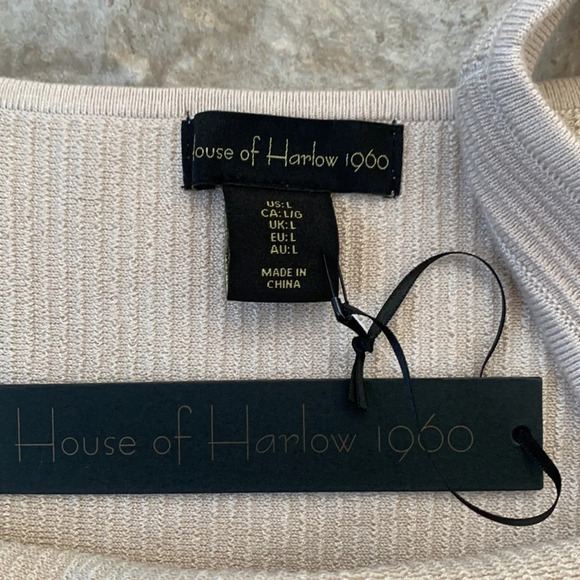 House of Harlow 1960
US: L
CA: L/G
UK: L
EU: L
AU: L
MADE IN
CHINA
House of Harlow 1960